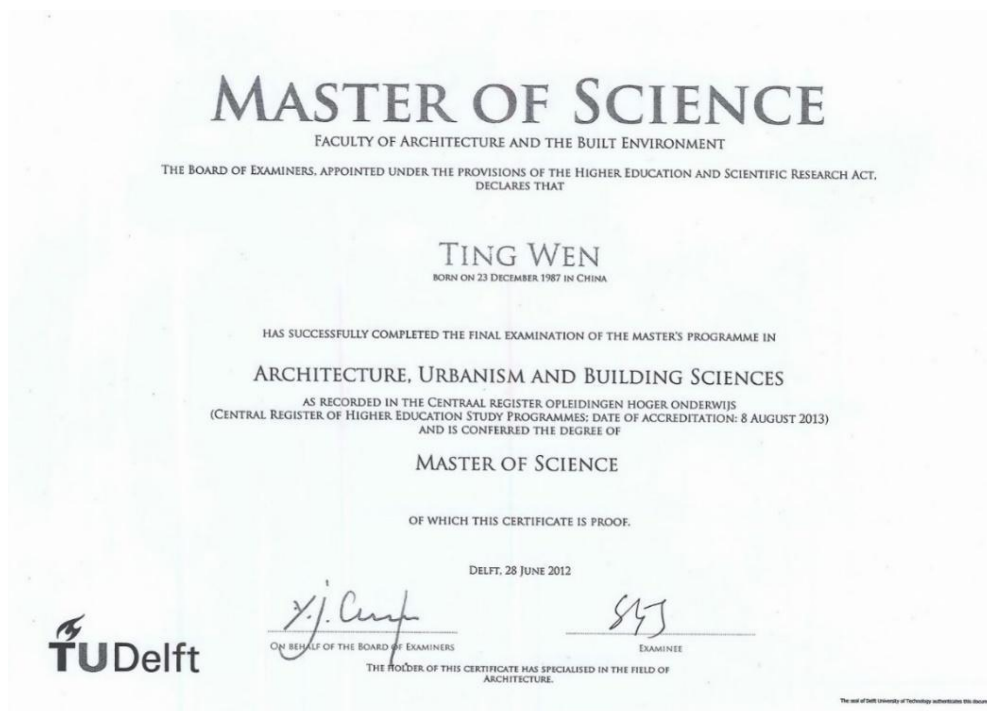 MASTER OF SCIENCE
FACULTY OF ARCHITECTURE AND THE BUILT ENVIRONMENT
THE BOARD OF EXAMINERS, APPOINTED UNDER THE PROVISIONS OF THE HIGHER EDUCATION AND SCIENTIFIC RESEARCH ACT,
DECLARES THAT
TING WEN
BORN ON 23 DECEMBER 1987 IN CHINA
HAS SUCCESSFULLY COMPLETED THE FINAL EXAMINATION OF THE MASTER'S PROGRAMME IN
ARCHITECTURE, URBANISM AND BUILDING SCIENCES
AS RECORDED IN THE CENTRAAL REGISTER OPLEIDINGEN HOGER ONDERWIJS
(CENTRAL REGISTER OF HIGHER EDUCATION STUDY PROGRAMMES; DATE OF ACCREDITATION: 8 AUGUST 2013)
AND IS CONFERRED THE DEGREE OF
MASTER OF SCIENCE
OF WHICH THIS CERTIFICATE IS PROOF.
DELFT, 28 JUNE 2012
ON BEHALF OF THE BOARD OF EXAMINERS
EXAMINEE
TUDelft
THE HOLDER OF THIS CERTIFICATE HAS SPECIALISED IN THE FIELD OF
ARCHITECTURE.
The seal of Delft University of Technology authenticates this docum